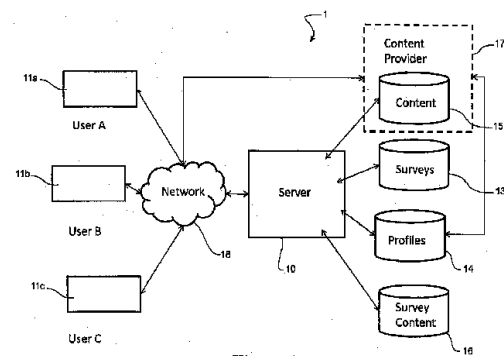 1
17
11a
Content
Provider
Content
15
User A
11b
Network
Server
Surveys
13
User B
18
10
Profiles
14
11c
Survey
Content
16
User C